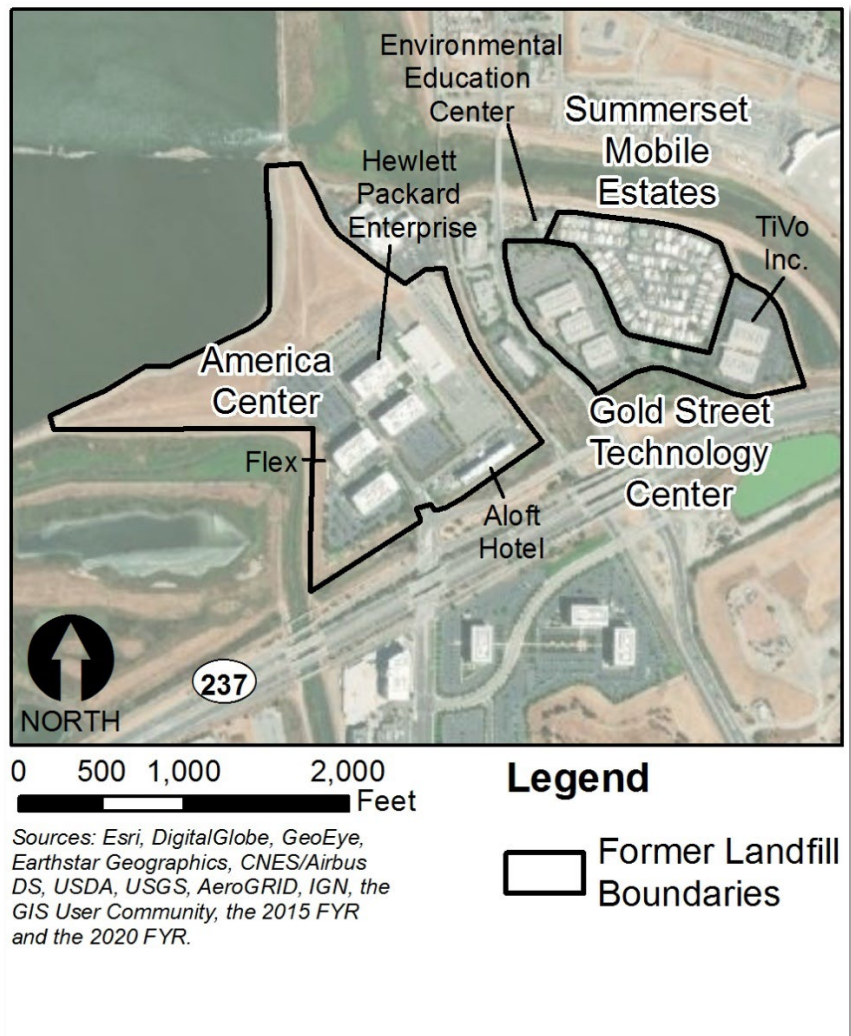 Environmental
Education
Center
Summerset
Mobile
Estates
Hewlett
Packard
Enterprise
TiVo
Inc.
America
Center
Gold Street
Technology
Center
Flex
Aloft
Hotel
237
NORTH
0 500 1,000 2,000
Feet
Legend
Sources: Esri, DigitalGlobe, GeoEye,
Earthstar Geographics, CNES/Airbus
DS, USDA, USGS, AeroGRID, IGN, the
GIS User Community, the 2015 FYR
and the 2020 FYR.
Former Landfill
Boundaries